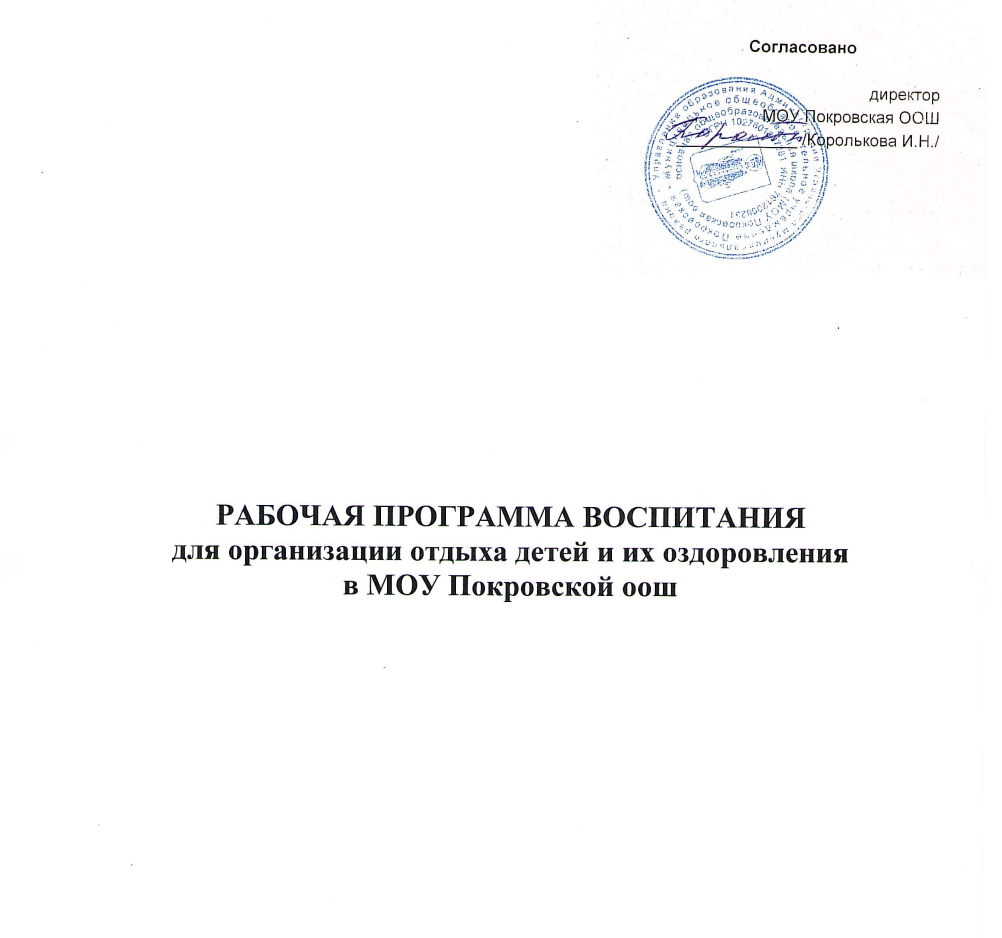 Согласовано
директор
МОУ Покровская ООШ
/Королькова И.Н./
РАБОЧАЯ ПРОГРАММА ВОСПИТАНИЯ
для организации отдыха детей и их оздоровления
в МОУ Покровской оош